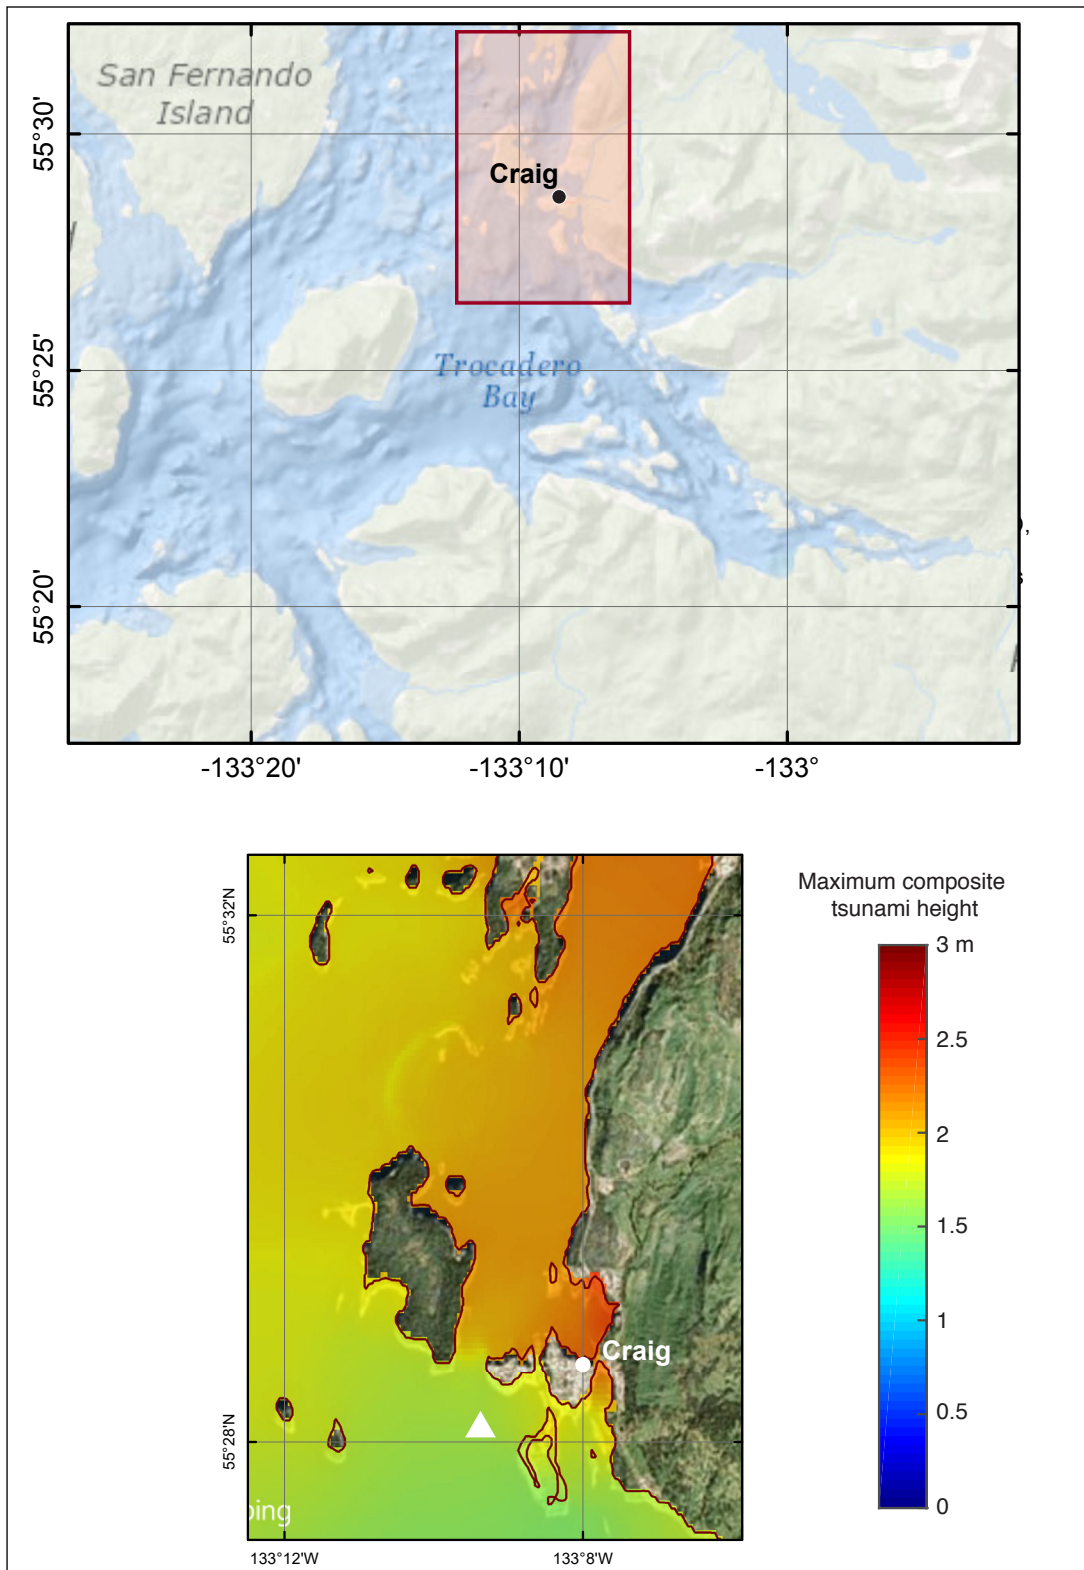 San Fernando
Island
Craig
Trocadero
Bay
55°30'
55°25'
55°20'
-133°20'
-133°10'
-133°
55°32'N
55°28'N
Craig
ping
133°12'W
133°8'W
Maximum composite
tsunami height
3 m
2.5
2
1.5
1
0.5
0